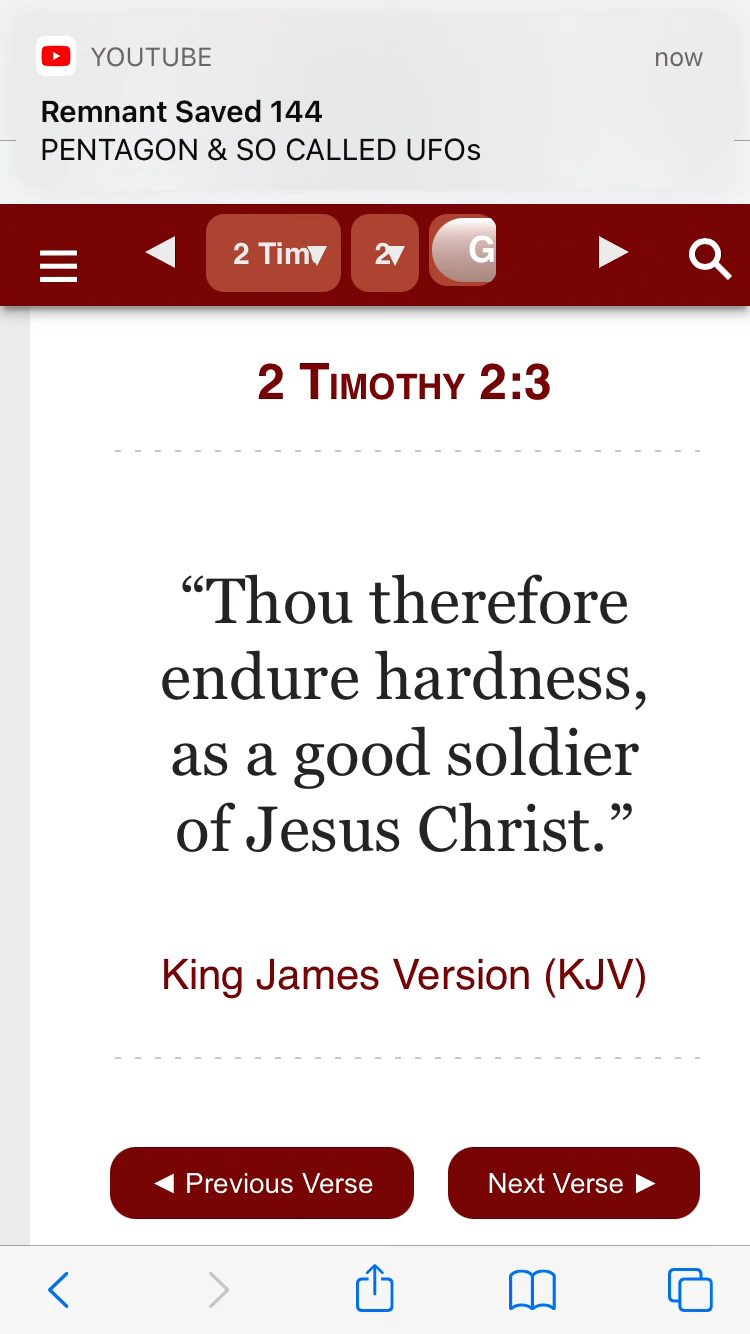 YOUTUBE now
Remnant Saved 144
PENTAGON & SO CALLED UFOs
2 Tim 2 G
2 Timothy 2:3
“Thou therefore
endure hardness,
as a good soldier
of Jesus Christ.”
King James Version (KJV)
◄ Previous Verse Next Verse ►